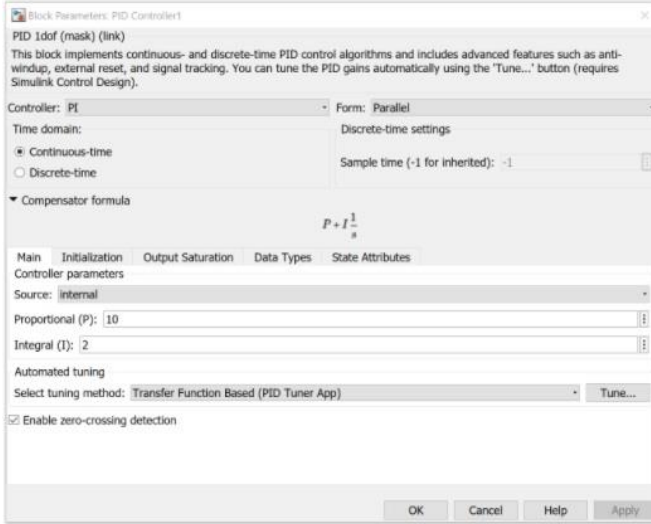 Block Parameters: PID Controller1
PID 1dof (mask) (link)
This block implements continuous- and discrete-time PID control algorithms and includes advanced features such as anti-
windup, external reset, and signal tracking. You can tune the PID gains automatically using the 'Tune...' button (requires
Simulink Control Design).
Controller: PI Form: Parallel
Time domain: Discrete-time settings
Continuous-time
Sample time (-1 for inherited): -1
Discrete-time
Compensator formula
P + I 1/s
Main Initialization Output Saturation Data Types State Attributes
Controller parameters
Source: internal
Proportional (P): 10
Integral (I): 2
Automated tuning
Select tuning method: Transfer Function Based (PID Tuner App) Tune...
Enable zero-crossing detection
OK Cancel Help Apply